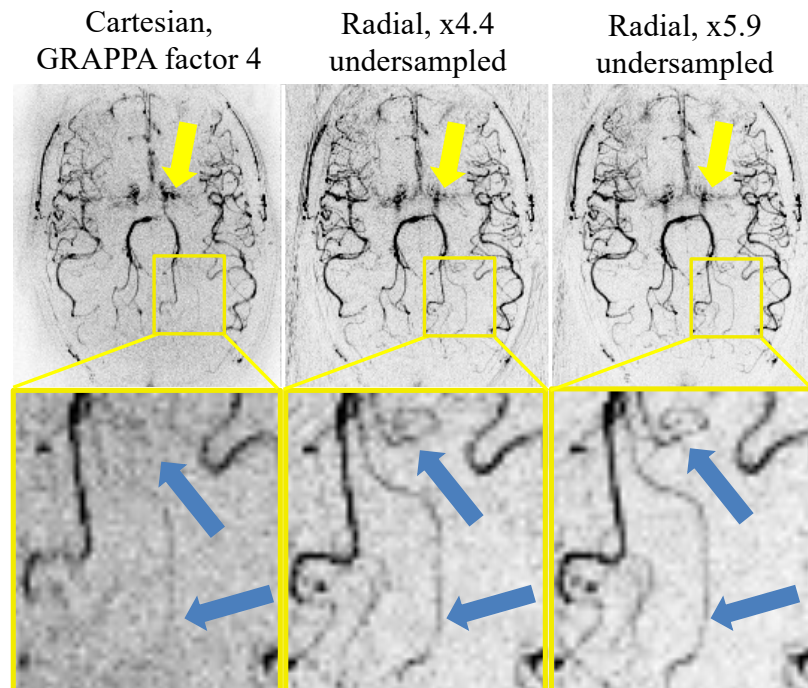 Cartesian,
GRAPPA factor 4
Radial, x4.4
undersampled
Radial, x5.9
undersampled